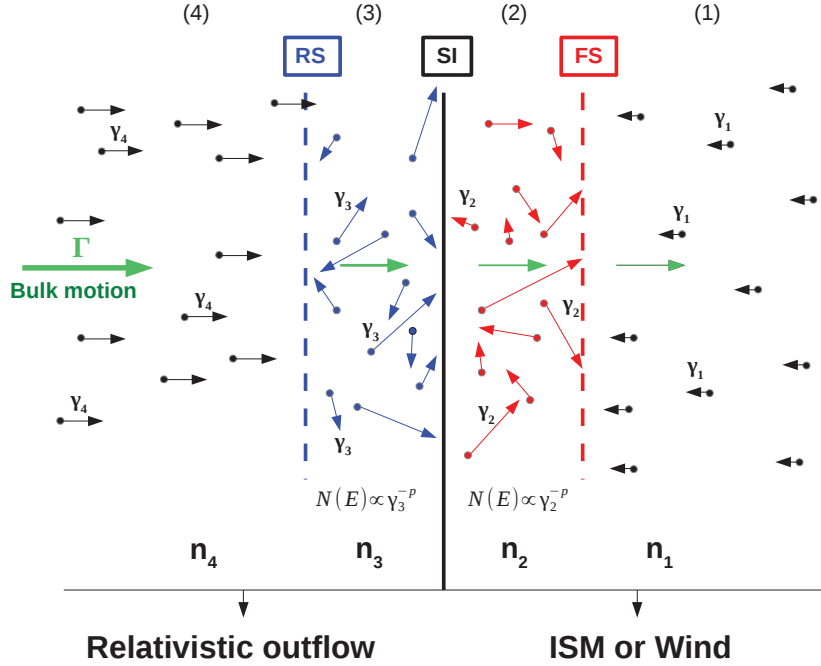 (4) (3) (2) (1)
RS SI FS
γ₄ γ₁
γ₃ γ₂ γ₁
Γ
Bulk motion
γ₄ γ₃ γ₂
γ₄ γ₃ γ₂ γ₁
N(E)∝γ₃⁻ᵖ N(E)∝γ₂⁻ᵖ
n₄ n₃ n₂ n₁
Relativistic outflow ISM or Wind